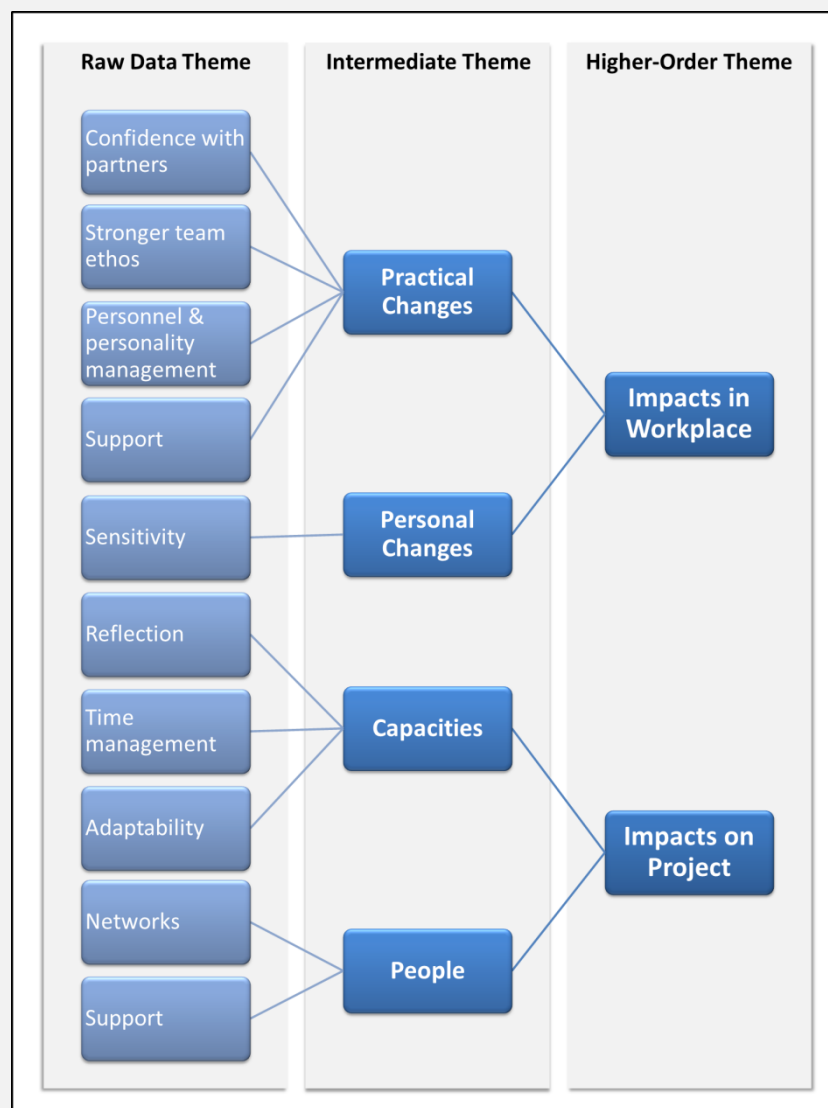 Raw Data Theme
Intermediate Theme
Higher-Order Theme
Confidence with
partners
Stronger team
ethos
Personnel &
personality
management
Support
Sensitivity
Reflection
Time
management
Adaptability
Networks
Support
Practical
Changes
Personal
Changes
Capacities
People
Impacts in
Workplace
Impacts on
Project